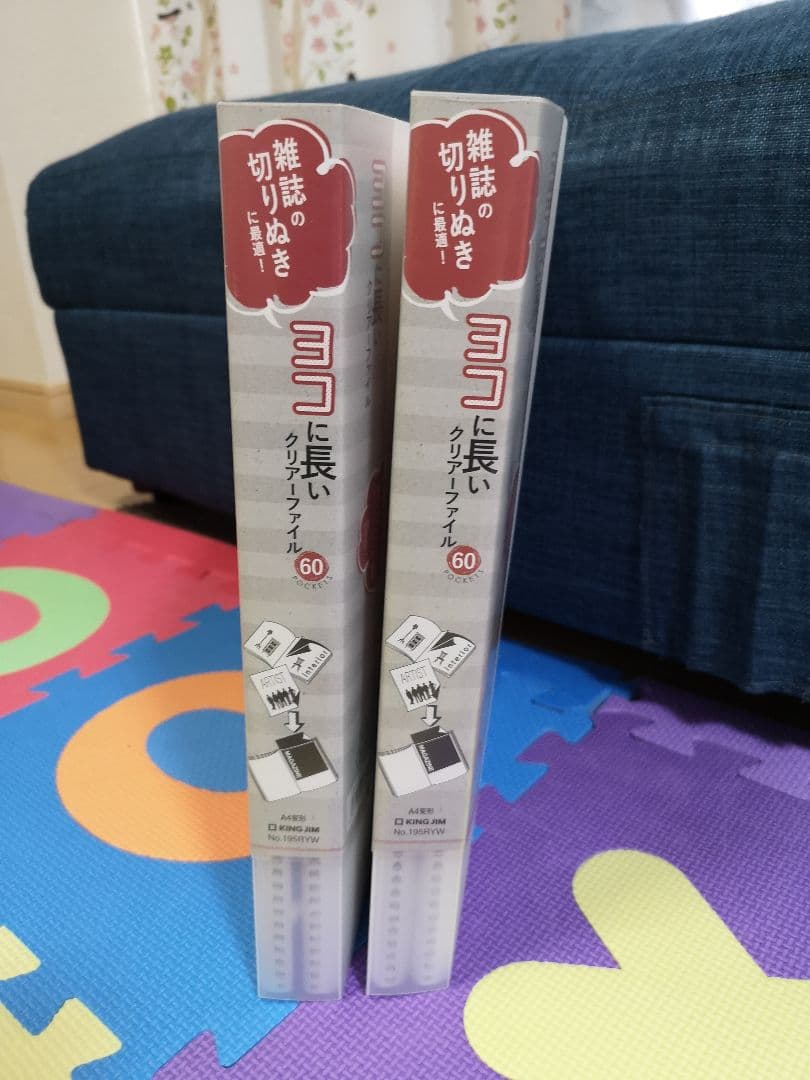 雑誌の
切りぬき
に最適！
ヨコ
に長い
クリアーファイル
60
POCKETS
Interior
ARTIST
MAGAZINE
A4変形
KING JIM
No.195RYW
雑誌の
切りぬき
に最適！
ヨコ
に長い
クリアーファイル
60
POCKETS
Interior
ARTIST
MAGAZINE
A4変形
KING JIM
No.195RYW